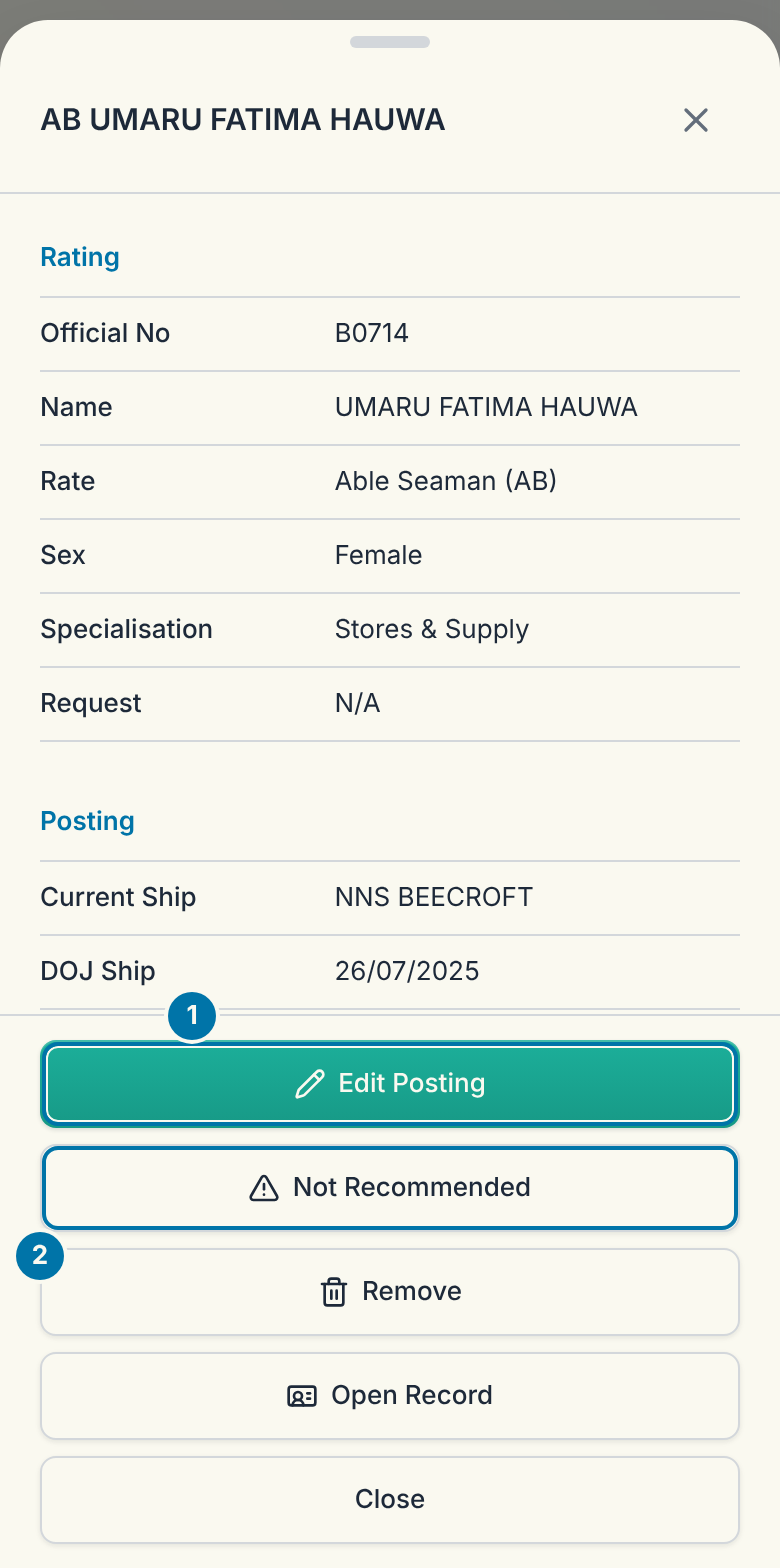 AB UMARU FATIMA HAUWA
Rating
Official No B0714
Name UMARU FATIMA HAUWA
Rate Able Seaman (AB)
Sex Female
Specialisation Stores & Supply
Request N/A
Posting
Current Ship NNS BEECROFT
DOJ Ship 26/07/2025
1
Edit Posting
Not Recommended
2
Remove
Open Record
Close